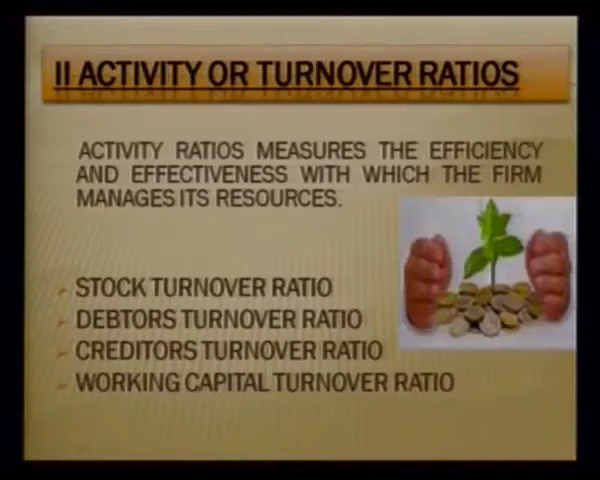 II ACTIVITY OR TURNOVER RATIOS
ACTIVITY RATIOS MEASURES THE EFFICIENCY
AND EFFECTIVENESS WITH WHICH THE FIRM
MANAGES ITS RESOURCES.
STOCK TURNOVER RATIO
DEBTORS TURNOVER RATIO
CREDITORS TURNOVER RATIO
WORKING CAPITAL TURNOVER RATIO